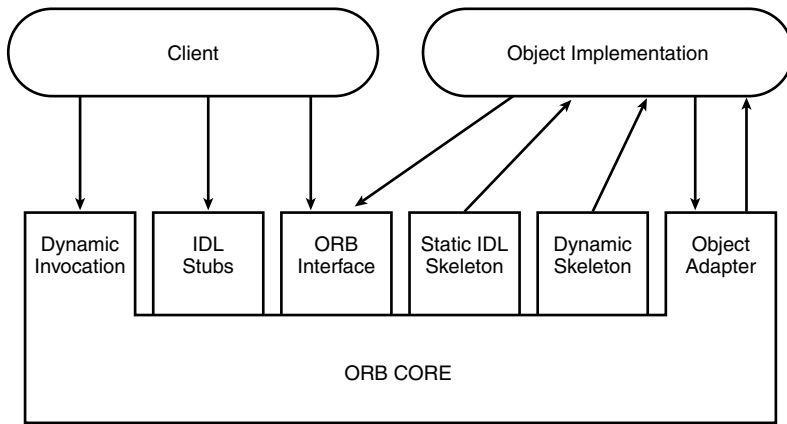 Client
Object Implementation
Dynamic
Invocation
IDL
Stubs
ORB
Interface
Static IDL
Skeleton
Dynamic
Skeleton
Object
Adapter
ORB CORE